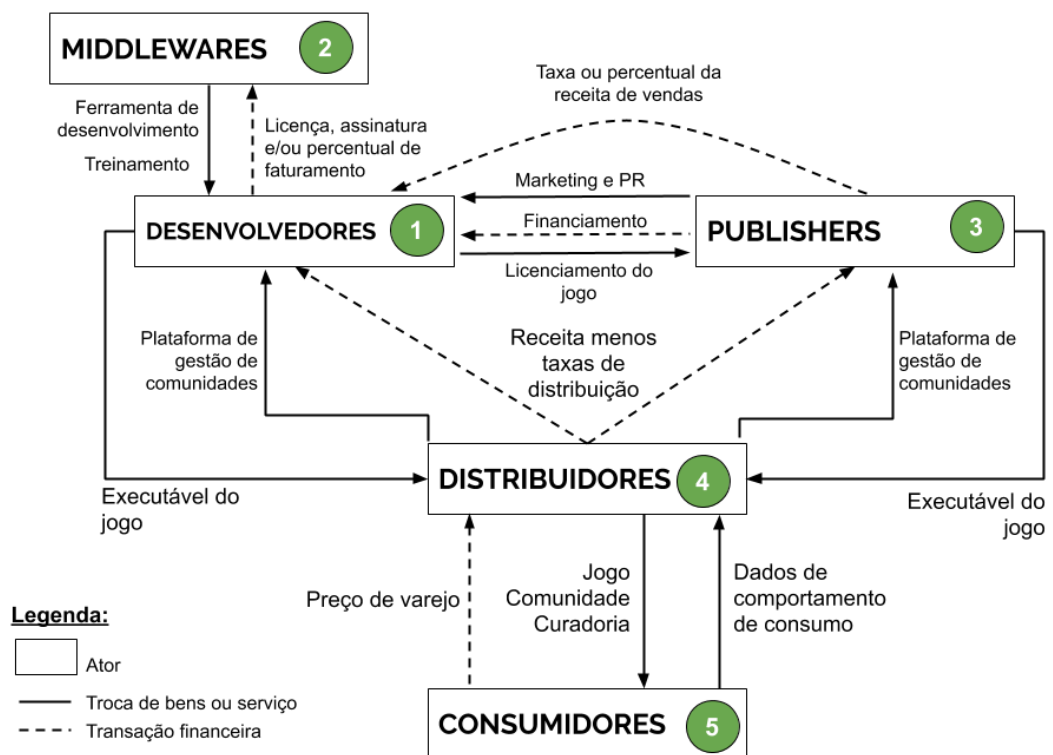 MIDDLEWARES
2
Ferramenta de
desenvolvimento
Treinamento
Licença, assinatura
e/ou percentual de
faturamento
Taxa ou percentual da
receita de vendas
DESENVOLVEDORES
1
Marketing e PR
Financiamento
Licenciamento do
jogo
PUBLISHERS
3
Plataforma de
gestão de
comunidades
Receita menos
taxas de
distribuição
Plataforma de
gestão de
comunidades
Executável do
jogo
DISTRIBUIDORES
4
Executável do
jogo
Preço de varejo
Jogo
Comunidade
Curadoria
Dados de
comportamento
de consumo
CONSUMIDORES
5
Legenda:
Ator
Troca de bens ou serviço
Transação financeira